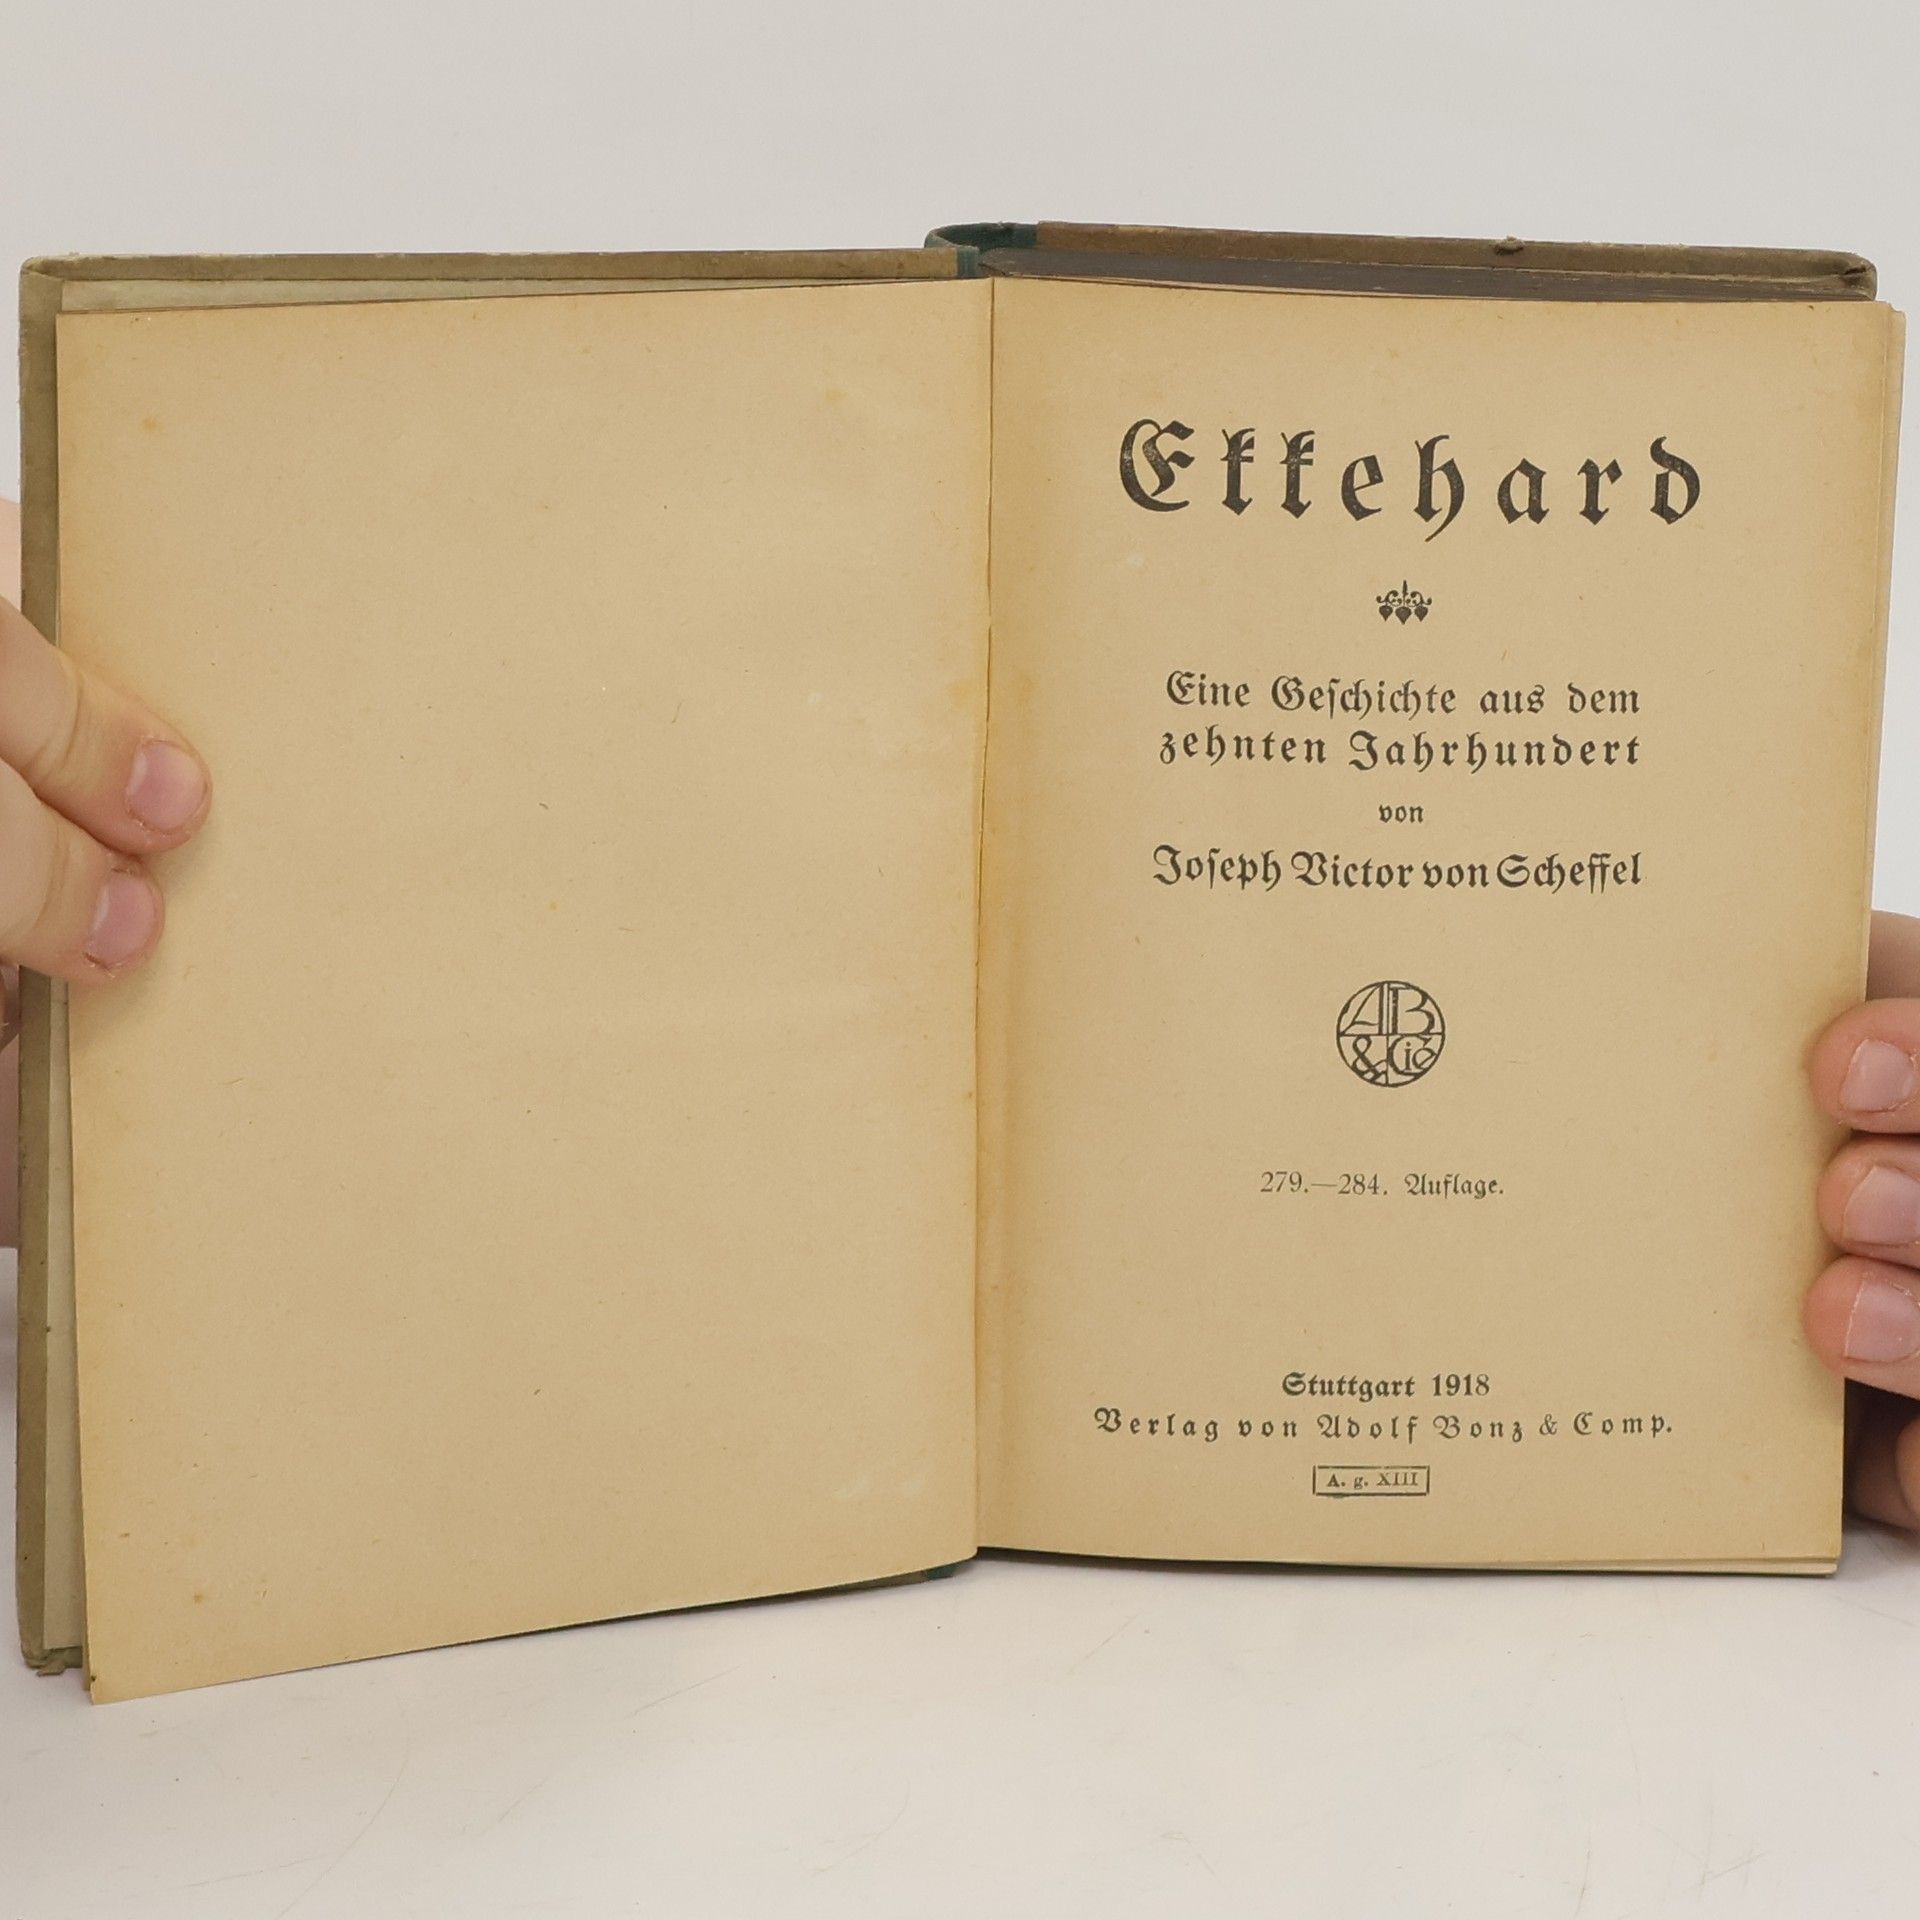 Ekkehard
Eine Geschichte aus dem
zehnten Jahrhundert
von
Joseph Victor von Scheffel
AB
& Cie
279.—284. Auflage.
Stuttgart 1918
Verlag von Adolf Bonz & Comp.
A. g. XIII